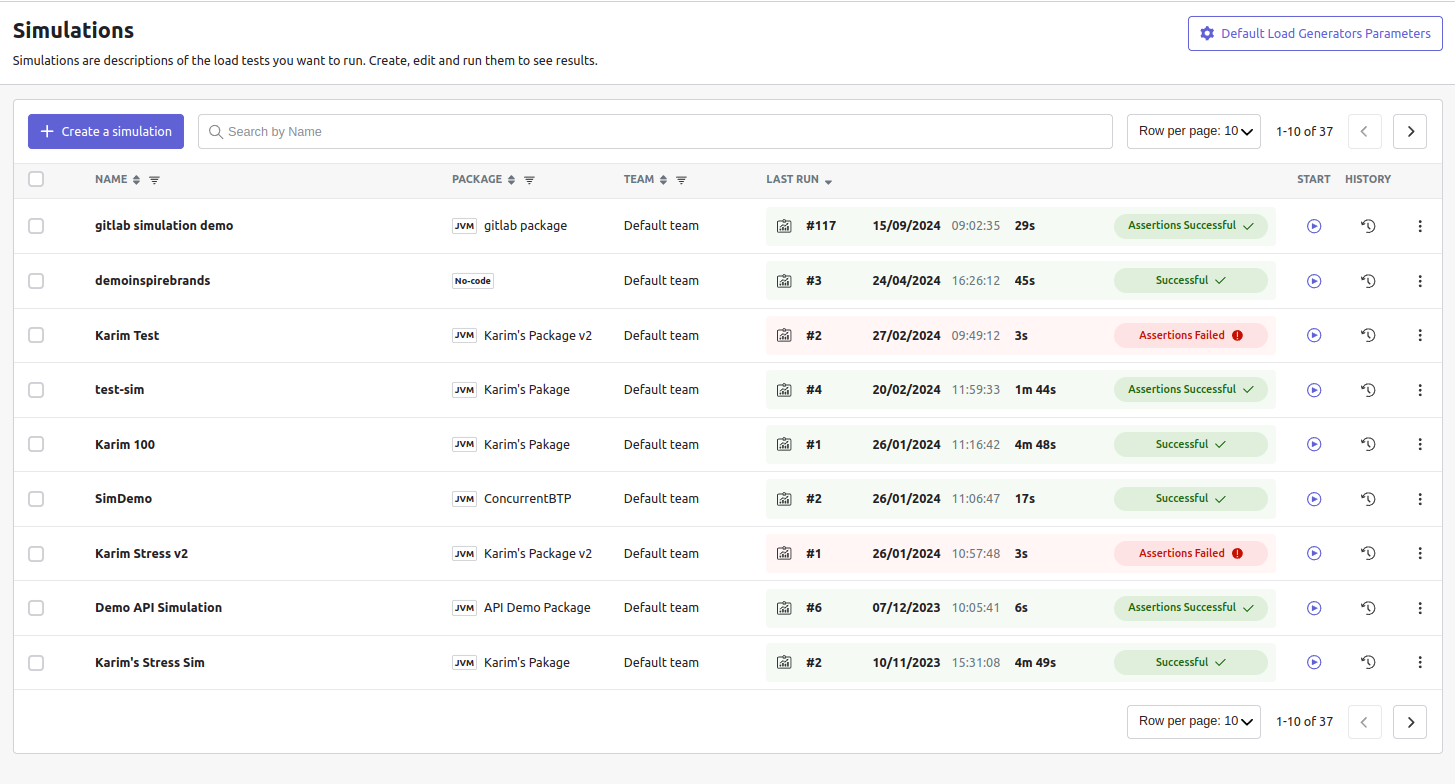 Simulations
Default Load Generators Parameters
Simulations are descriptions of the load tests you want to run. Create, edit and run them to see results.
Create a simulation Search by Name Row per page: 10 1-10 of 37
NAME PACKAGE TEAM LAST RUN START HISTORY
gitlab simulation demo JVM gitlab package Default team #117 15/09/2024 09:02:35 29s Assertions Successful
demoinspirebrands No-code Default team #3 24/04/2024 16:26:12 45s Successful
Karim Test JVM Karim's Package v2 Default team #2 27/02/2024 09:49:12 3s Assertions Failed
test-sim JVM Karim's Pakage Default team #4 20/02/2024 11:59:33 1m 44s Assertions Successful
Karim 100 JVM Karim's Pakage Default team #1 26/01/2024 11:16:42 4m 48s Successful
SimDemo JVM ConcurrentBTP Default team #2 26/01/2024 11:06:47 17s Successful
Karim Stress v2 JVM Karim's Package v2 Default team #1 26/01/2024 10:57:48 3s Assertions Failed
Demo API Simulation JVM API Demo Package Default team #6 07/12/2023 10:05:41 6s Assertions Successful
Karim's Stress Sim JVM Karim's Pakage Default team #2 10/11/2023 15:31:08 4m 49s Successful
Row per page: 10 1-10 of 37